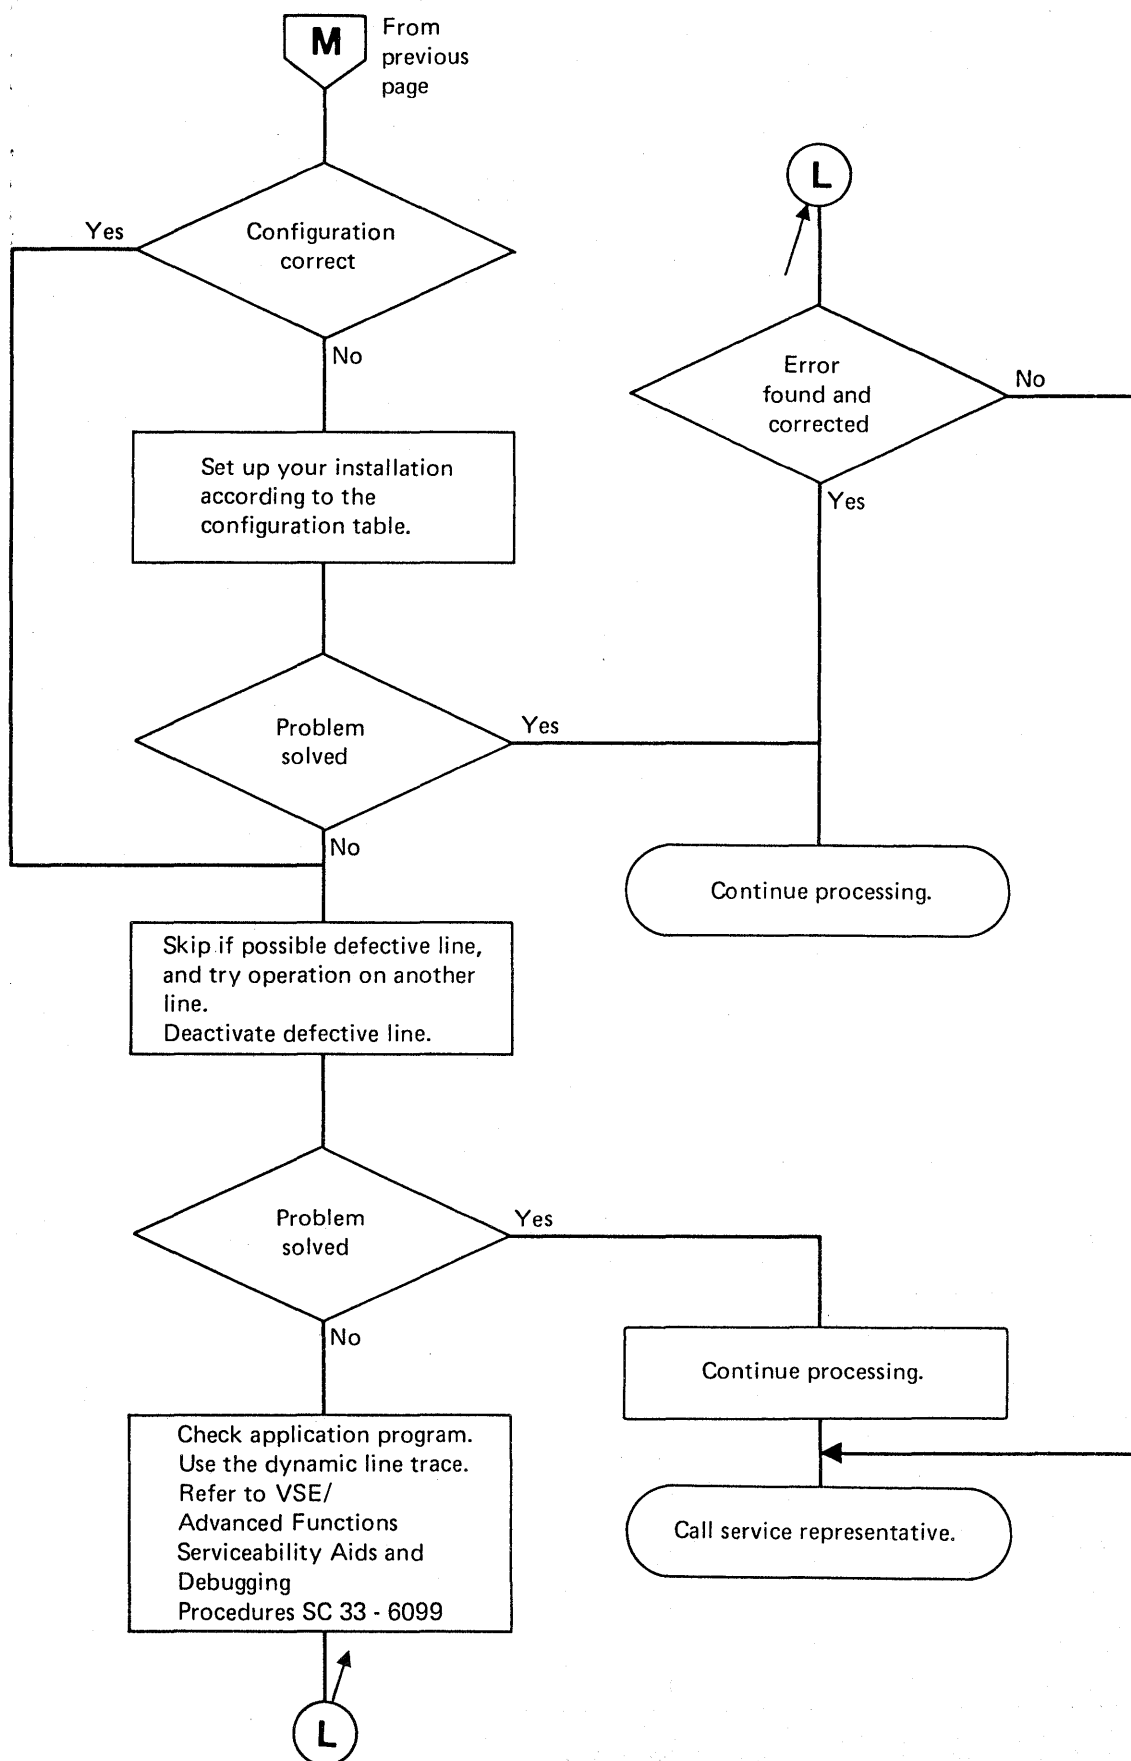 M
From
previous
page
Yes
Configuration
correct
No
Set up your installation
according to the
configuration table.
Problem
solved
Yes
No
Skip if possible defective line,
and try operation on another
line.
Deactivate defective line.
Problem
solved
Yes
No
Check application program.
Use the dynamic line trace.
Refer to VSE/
Advanced Functions
Serviceability Aids and
Debugging
Procedures SC 33 - 6099
L
L
Error
found and
corrected
No
Yes
Continue processing.
Continue processing.
Call service representative.